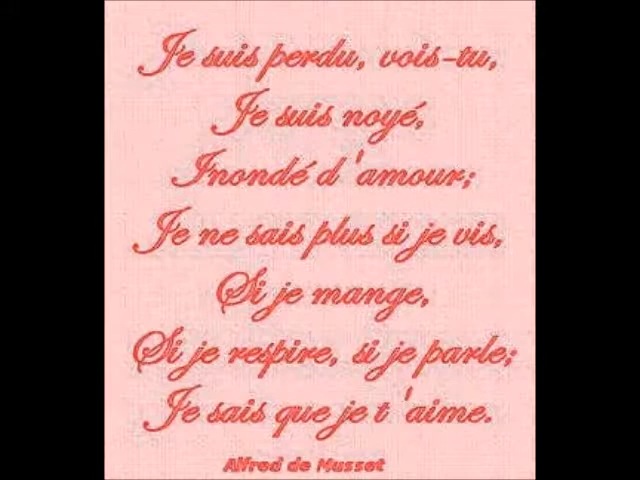 Je suis perdu, vois-tu,
Je suis noyé,
Inondé d'amour;
Je ne sais plus si je vis,
Si je mange,
Si je respire, si je parle;
Je sais que je t'aime.
Alfred de Musset